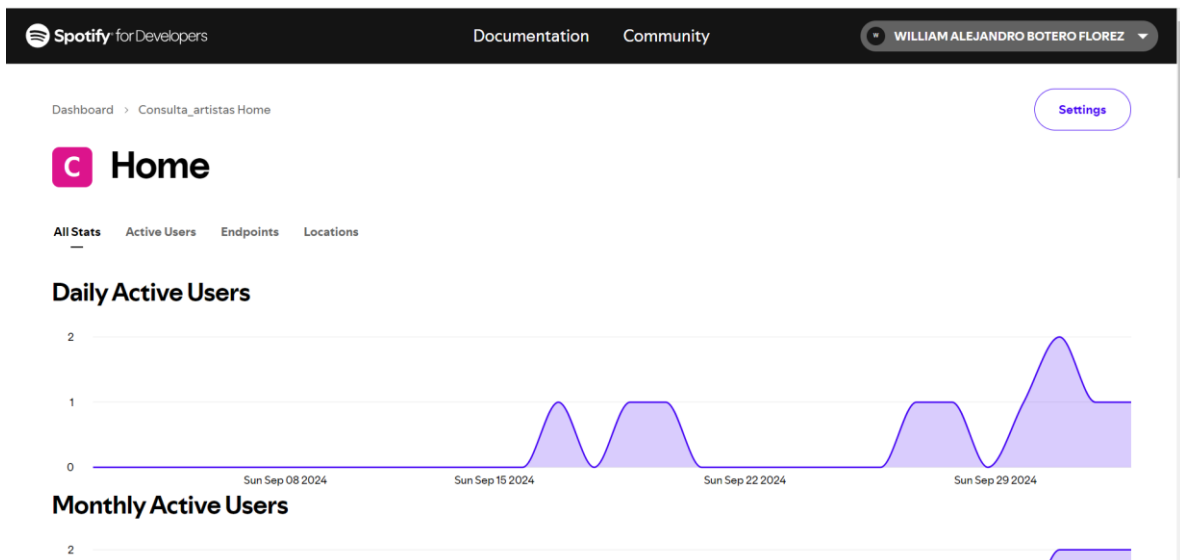 Spotify for Developers Documentation Community W WILLIAM ALEJANDRO BOTERO FLOREZ
Dashboard > Consulta_artistas Home Settings
C Home
All Stats Active Users Endpoints Locations
Daily Active Users
2
1
0
Sun Sep 08 2024 Sun Sep 15 2024 Sun Sep 22 2024 Sun Sep 29 2024
Monthly Active Users
2